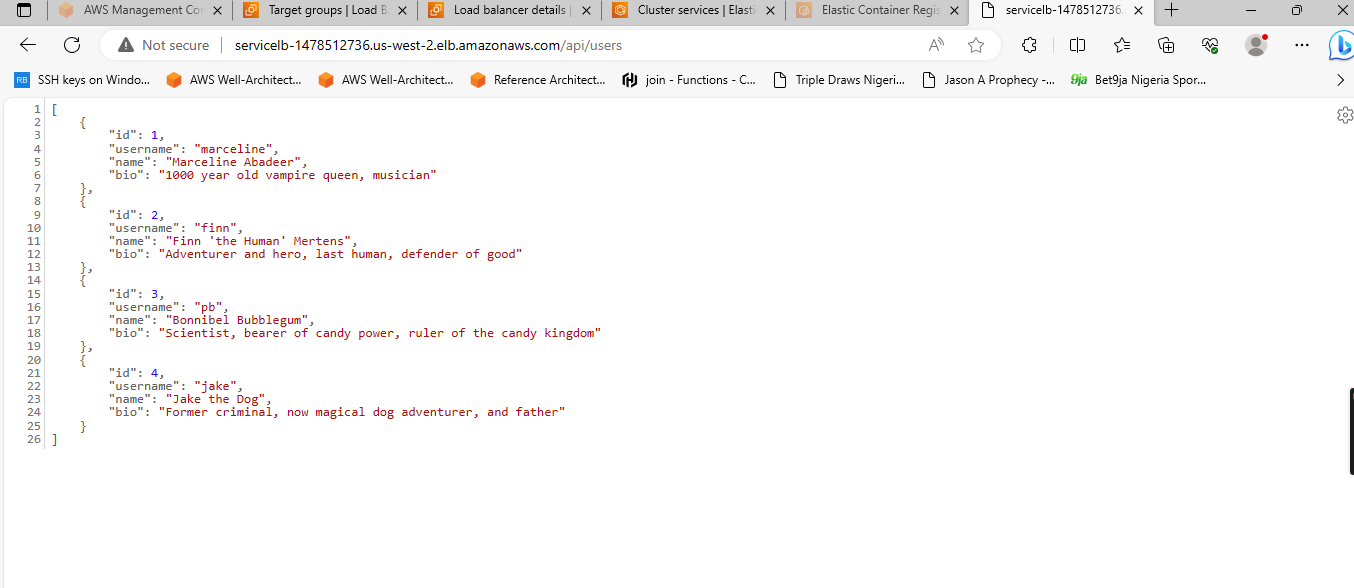 AWS Management Co
Target groups | Load B
Load balancer details |
Cluster services | Elasti
Elastic Container Regis
servicelb-1478512736.
Not secure
servicelb-1478512736.us-west-2.elb.amazonaws.com/api/users
RB SSH keys on Windo...
AWS Well-Architect...
AWS Well-Architect...
Reference Architect...
join - Functions - C...
Triple Draws Nigeri...
Jason A Prophecy -...
9ja Bet9ja Nigeria Spor...
1 [
2 {
3 "id": 1,
4 "username": "marceline",
5 "name": "Marceline Abadeer",
6 "bio": "1000 year old vampire queen, musician"
7 },
8 {
9 "id": 2,
10 "username": "finn",
11 "name": "Finn 'the Human' Mertens",
12 "bio": "Adventurer and hero, last human, defender of good"
13 },
14 {
15 "id": 3,
16 "username": "pb",
17 "name": "Bonnibel Bubblegum",
18 "bio": "Scientist, bearer of candy power, ruler of the candy kingdom"
19 },
20 {
21 "id": 4,
22 "username": "jake",
23 "name": "Jake the Dog",
24 "bio": "Former criminal, now magical dog adventurer, and father"
25 }
26 ]